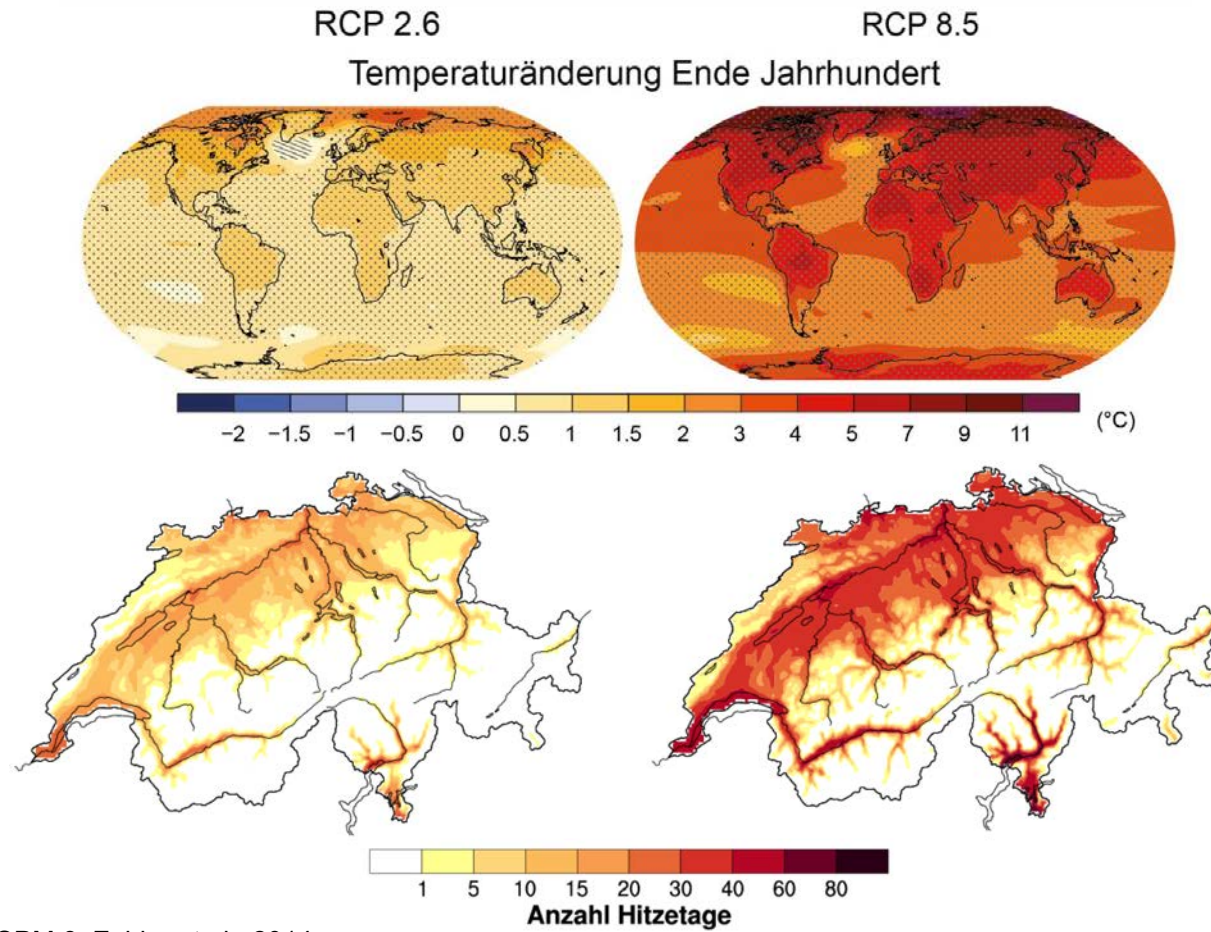 RCP 2.6
RCP 8.5
Temperaturänderung Ende Jahrhundert
−2 −1.5 −1 −0.5 0 0.5 1 1.5 2 3 4 5 7 9 11 (°C)
1 5 10 15 20 30 40 60 80
Anzahl Hitzetage